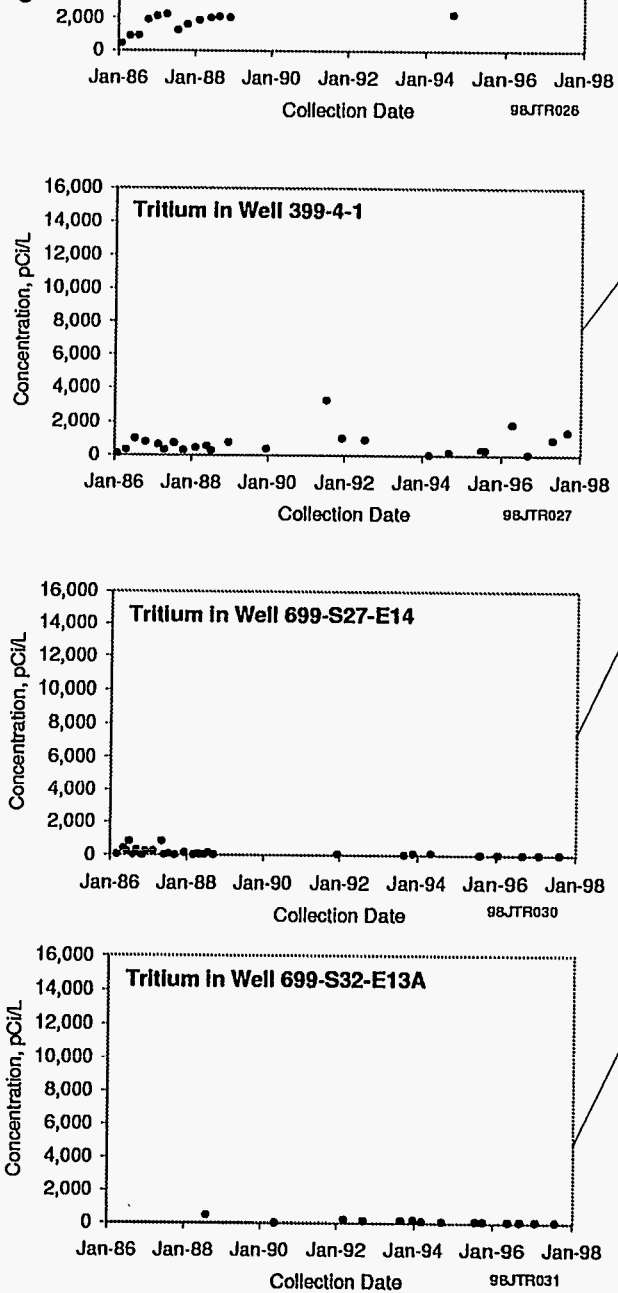 2,000
0
Jan-86 Jan-88 Jan-90 Jan-92 Jan-94 Jan-96 Jan-98
Collection Date
98JTR026
Tritium in Well 399-4-1
Concentration, pCi/L
16,000
14,000
12,000
10,000
8,000
6,000
4,000
2,000
0
Jan-86 Jan-88 Jan-90 Jan-92 Jan-94 Jan-96 Jan-98
Collection Date
98JTR027
Tritium in Well 699-S27-E14
Concentration, pCi/L
16,000
14,000
12,000
10,000
8,000
6,000
4,000
2,000
0
Jan-86 Jan-88 Jan-90 Jan-92 Jan-94 Jan-96 Jan-98
Collection Date
98JTR030
Tritium in Well 699-S32-E13A
Concentration, pCi/L
16,000
14,000
12,000
10,000
8,000
6,000
4,000
2,000
0
Jan-86 Jan-88 Jan-90 Jan-92 Jan-94 Jan-96 Jan-98
Collection Date
98JTR031